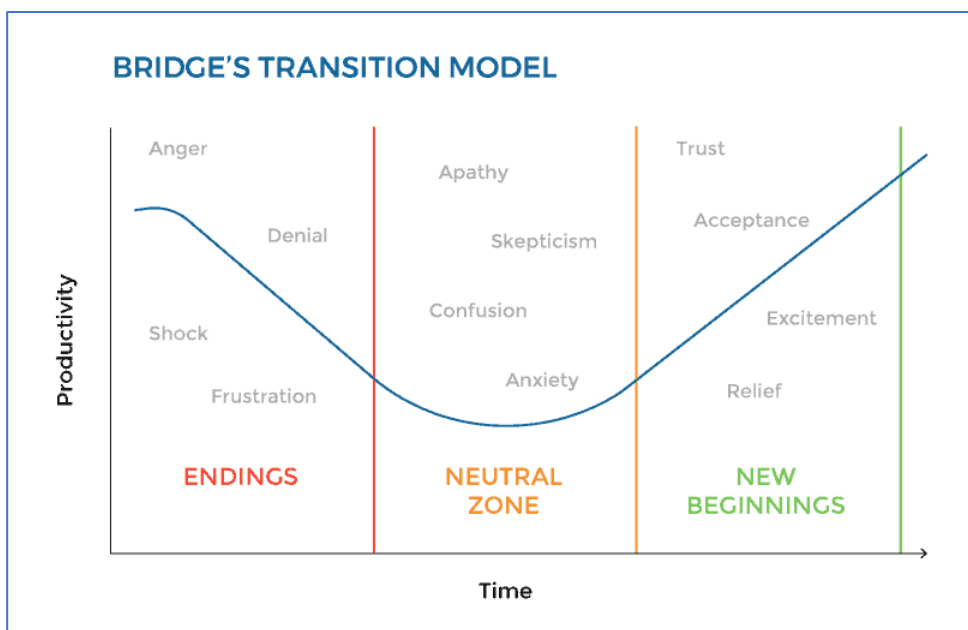 BRIDGE'S TRANSITION MODEL
Anger
Denial
Shock
Frustration
Apathy
Skepticism
Confusion
Anxiety
Trust
Acceptance
Excitement
Relief
ENDINGS
NEUTRAL
ZONE
NEW
BEGINNINGS
Productivity
Time